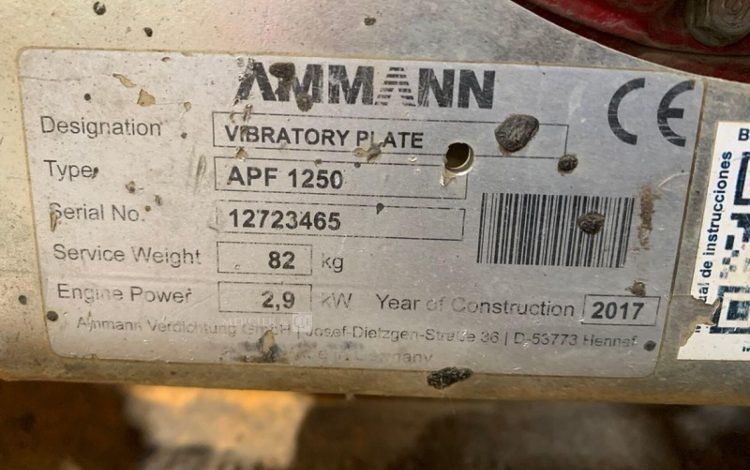 AMMANN
CE
Designation VIBRATORY PLATE
Type APF 1250
Serial No. 12723465
Service Weight 82 kg
Engine Power 2,9 kW Year of Construction 2017
Ammann Verdichtung GmbH | Josef-Dietzgen-Straße 36 | D-53773 Hennef
Germany
de instrucciones